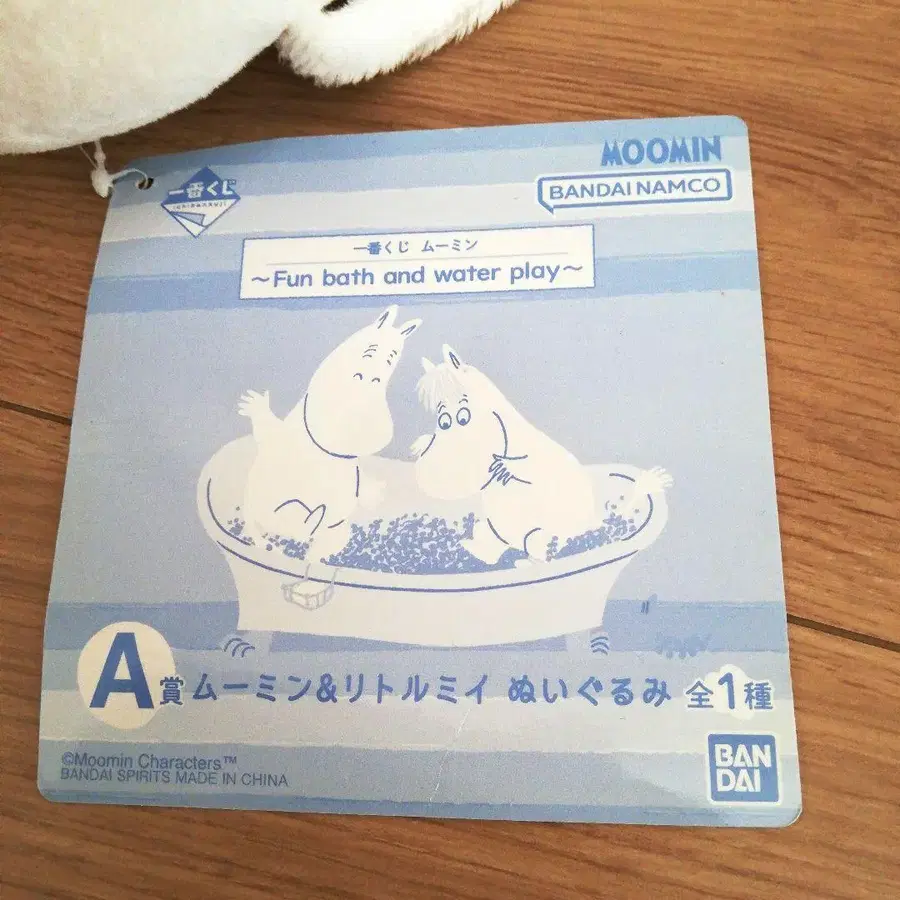 MOOMIN
一番くじ
ichibankuji
BANDAI NAMCO
一番くじ ムーミン
～Fun bath and water play～
A賞 ムーミン&リトルミイ ぬいぐるみ 全1種
©Moomin Characters™
BANDAI SPIRITS MADE IN CHINA
BAN
DAI